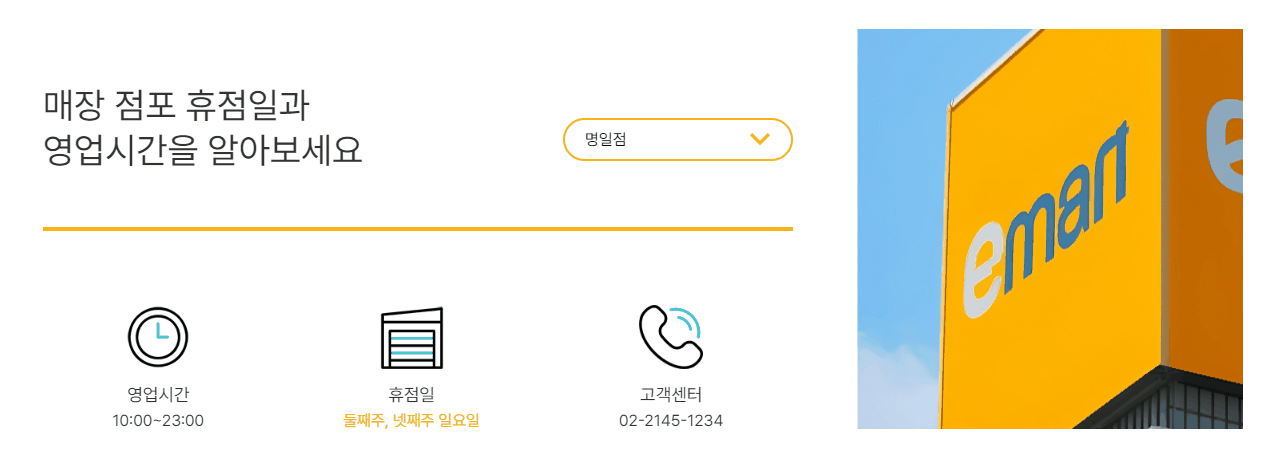 매장 점포 휴점일과
영업시간을 알아보세요
명일점
영업시간
10:00~23:00
휴점일
둘째주, 넷째주 일요일
고객센터
02-2145-1234
emart
e